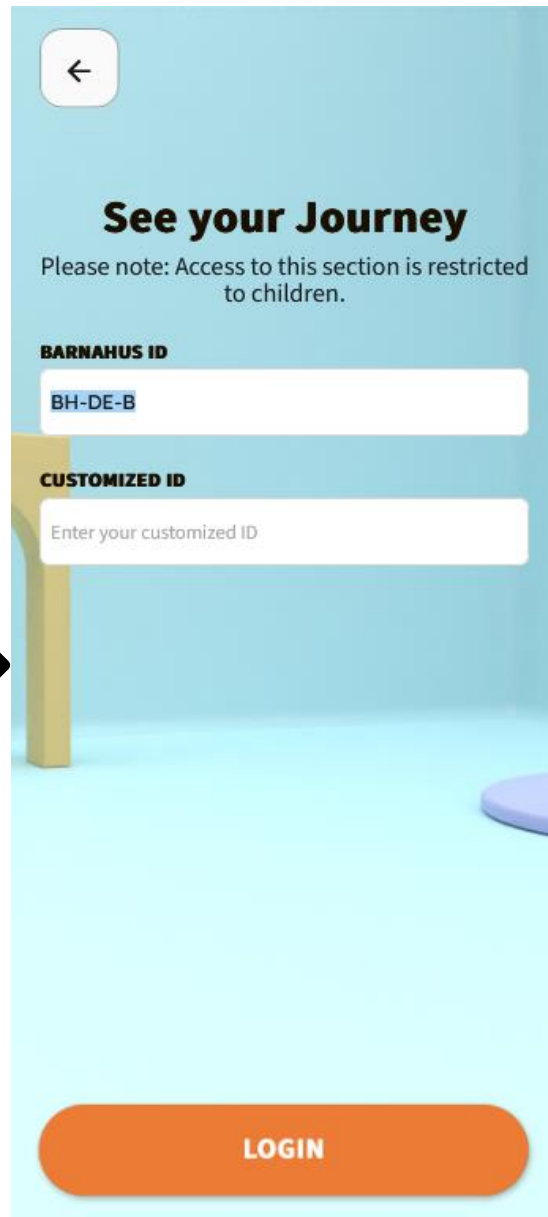 See your Journey
Please note: Access to this section is restricted
to children.
BARNAHUS ID
BH-DE-B
CUSTOMIZED ID
Enter your customized ID
LOGIN